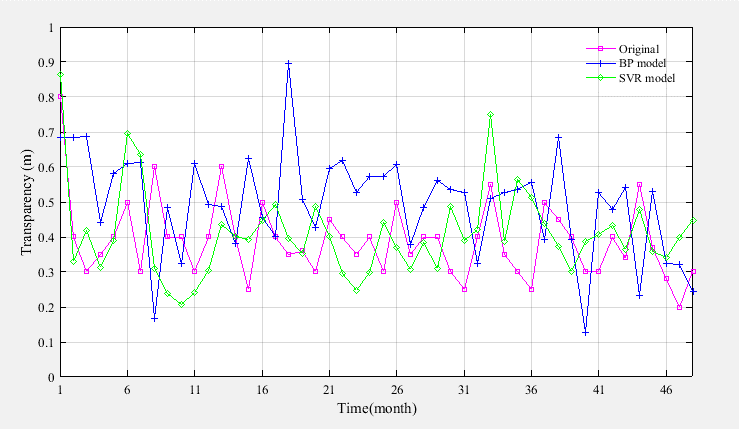 Transparency (m)
1
0.9
0.8
0.7
0.6
0.5
0.4
0.3
0.2
0.1
0
Original
BP model
SVR model
1 6 11 16 21 26 31 36 41 46
Time(month)